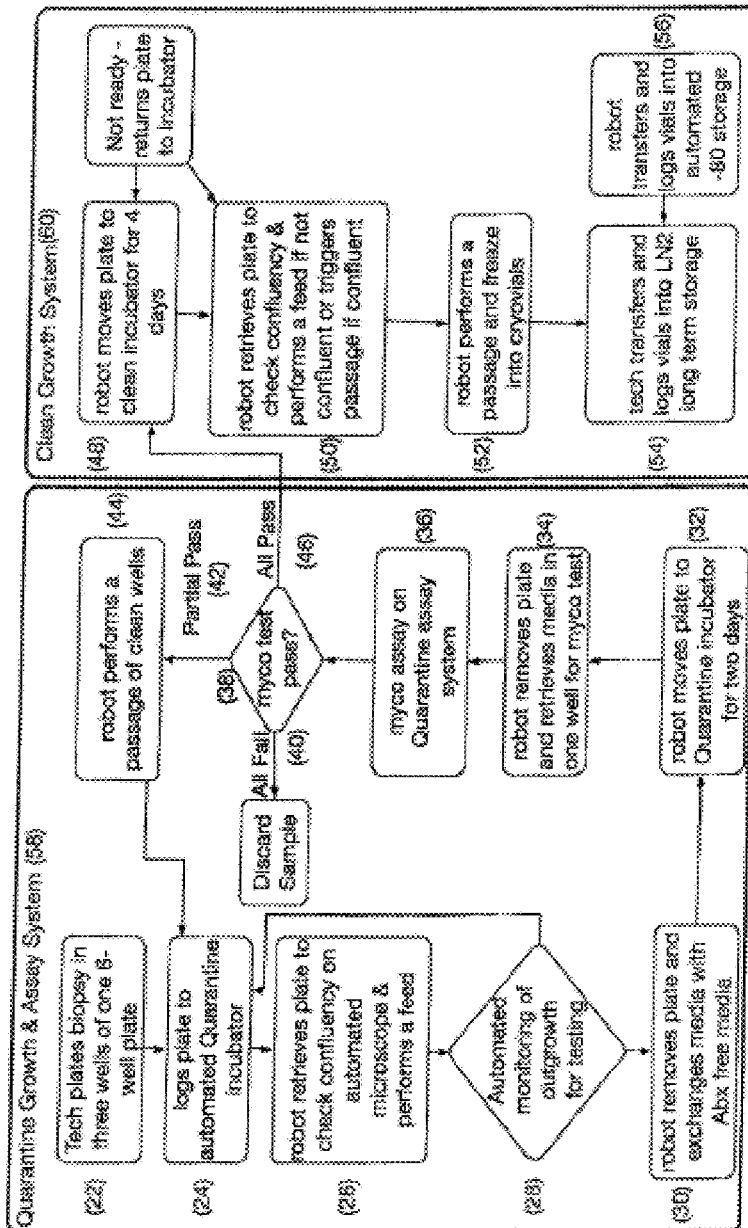 Quarantine Growth & Assay System (58)
(22)
Tech plates biopsy in
three wells of one 6-
well plate
(24)
logs plate to
automated Quarantine
incubator
(26)
robot retrieves plate to
check confluency on
automated
microscope &
performs a feed
(28)
Automated
monitoring of
outgrowth
for testing
(30)
robot removes plate and
exchanges media with
Abx free media
robot performs a
passage of clean wells
(44)
Partial Pass
(42)
All Pass
(46)
Discard
Sample
All Fail
(40)
(38)
myco test
pass?
myco assay on
Quarantine assay
system
(36)
robot removes plate
and retrieves media in
one well for myco test
(34)
robot moves plate to
Quarantine incubator
for two days
(32)
Clean Growth System(60)
(48)
robot moves plate to
clean incubator for 4
days
Not ready -
returns plate
to Incubator
(50)
robot retrieves plate to
check confluency &
performs a feed if not
confluent or triggers
passage if confluent
(52)
robot performs a
passage and freeze
into cryovials
(54)
tech transfers and
logs vials into LN2
long term storage
robot
transfers and
logs vials into
automated
-80 storage
(56)